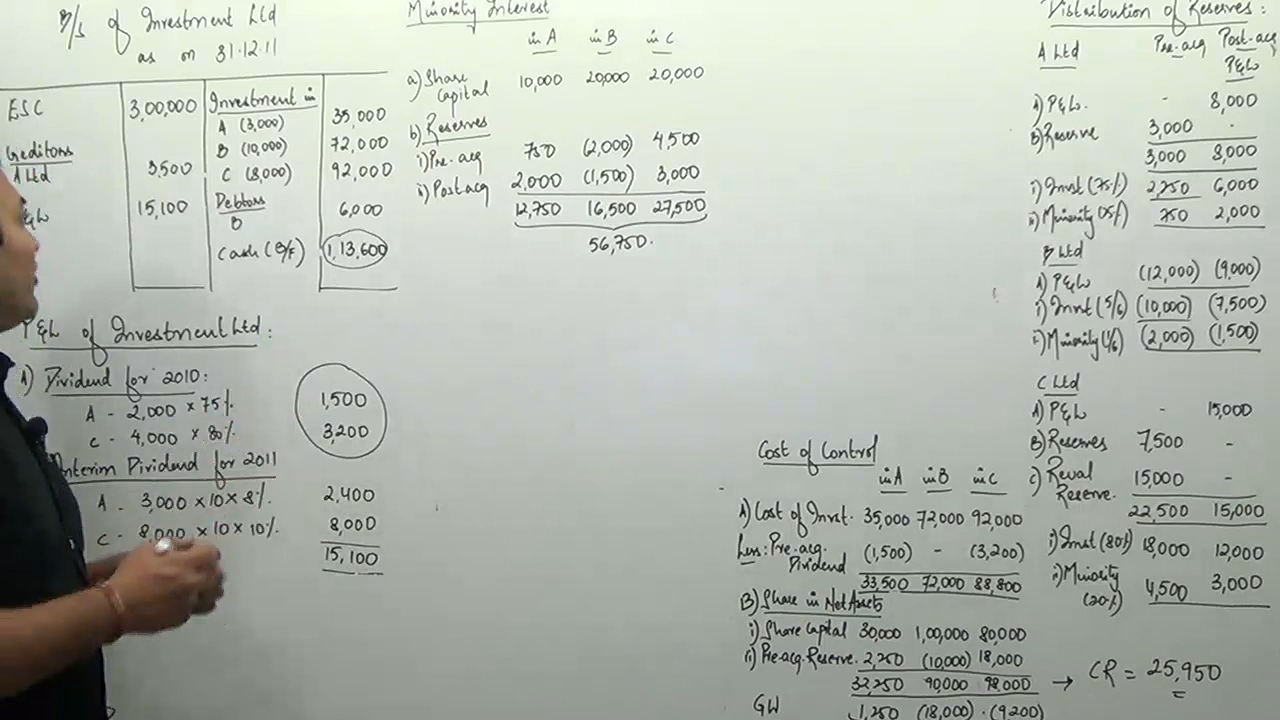 B/S of Investment Ltd
as on 31.12.11
ESC 3,00,000 Investment in
A (3,000) 35,000
B (10,000) 72,000
Creditors
A Ltd 3,500 C (8,000) 92,000
15,100 Debtors
B 6,000
Cash (B/F) 1,13,600
P&L of Investment Ltd:
A) Dividend for 2010:
A - 2,000 × 75% 1,500
C - 4,000 × 80% 3,200
Interim Dividend for 2011
A - 3,000 × 10 × 8% 2,400
C - 8,000 × 10 × 10% 8,000
15,100
Minority Interest
in A in B in C
a) Share
Capital 10,000 20,000 20,000
b) Reserves
i) Pre-acq 750 (2,000) 4,500
ii) Postacq 2,000 (1,500) 3,000
12,750 16,500 27,500
56,750.
Cost of Control
in A in B in C
A) Cost of Invst. 35,000 72,000 92,000
Less: Pre-acq.
Dividend (1,500) - (3,200)
33,500 72,000 88,800
B) Share in Net Assets
i) Share Capital 30,000 1,00,000 80,000
ii) Pre-acq. Reserve. 2,250 (10,000) 18,000
32,250 90,000 98,000
GW 1,250 (18,000) (9200)
→ CR = 25,950
Distribution of Reserves:
A Ltd Pre-acq Post-acq
P&L
A) P&L. - 8,000
B) Reserve 3,000 -
3,000 8,000
i) Invst (75%) 2,250 6,000
ii) Minority (25%) 750 2,000
B Ltd
A) P&L (12,000) (9,000)
i) Invst (5/6) (10,000) (7,500)
ii) Minority (1/6) (2,000) (1,500)
C Ltd
A) P&L - 15,000
B) Reserves 7,500 -
C) Reval
Reserve. 15,000 -
22,500 15,000
i) Invst (80%) 18,000 12,000
ii) Minority
(20%) 4,500 3,000